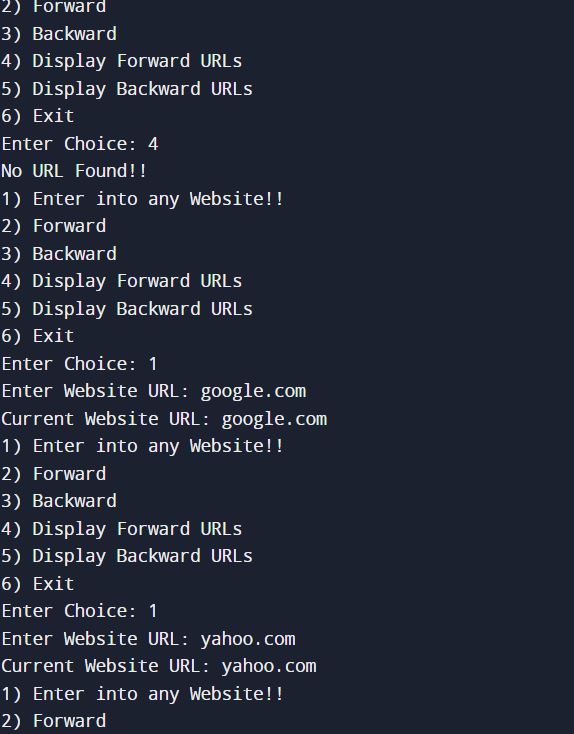 2) Forward
3) Backward
4) Display Forward URLs
5) Display Backward URLs
6) Exit
Enter Choice: 4
No URL Found!!
1) Enter into any Website!!
2) Forward
3) Backward
4) Display Forward URLs
5) Display Backward URLs
6) Exit
Enter Choice: 1
Enter Website URL: google.com
Current Website URL: google.com
1) Enter into any Website!!
2) Forward
3) Backward
4) Display Forward URLs
5) Display Backward URLs
6) Exit
Enter Choice: 1
Enter Website URL: yahoo.com
Current Website URL: yahoo.com
1) Enter into any Website!!
2) Forward